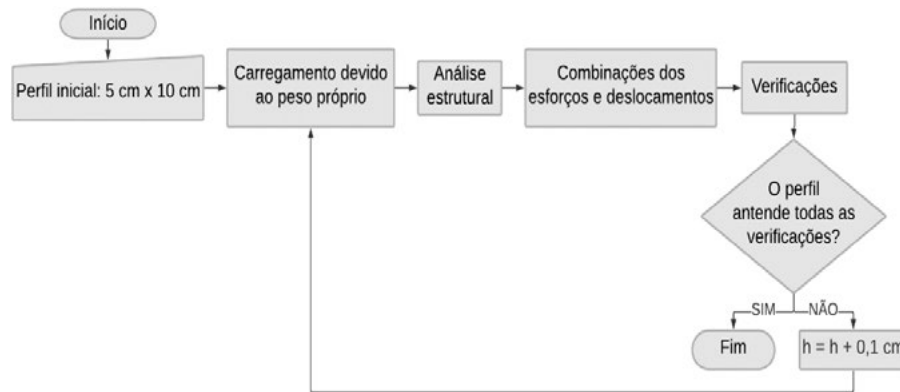 Início
Perfil inicial: 5 cm x 10 cm
Carregamento devido
ao peso próprio
Análise
estrutural
Combinações dos
esforços e deslocamentos
Verificações
O perfil
antende todas as
verificações?
SIM
NÃO
Fim
h = h + 0,1 cm